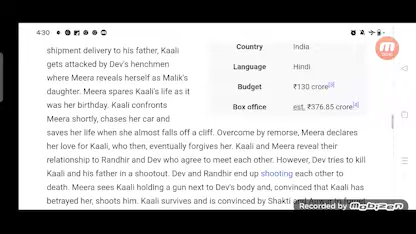 4:30
shipment delivery to his father, Kaali
gets attacked by Dev's henchmen
where Meera reveals herself as Malik's
daughter. Meera spares Kaali's life as it
was her birthday. Kaali confronts
Meera shortly, chases her car and
saves her life when she almost falls off a cliff. Overcome by remorse, Meera declares
her love for Kaali, who then, eventually forgives her. Kaali and Meera reveal their
relationship to Randhir and Dev who agree to meet each other. However, Dev tries to kill
Kaali and his father in a shootout. Dev and Randhir end up shooting each other to
death. Meera sees Kaali holding a gun next to Dev's body and, convinced that Kaali has
betrayed her, shoots him. Kaali survives and is convinced by Shakti and Anwar to forget
Country India
Language Hindi
Budget ₹130 crore[3]
Box office est. ₹376.85 crore[4]
Recorded by Mobizen